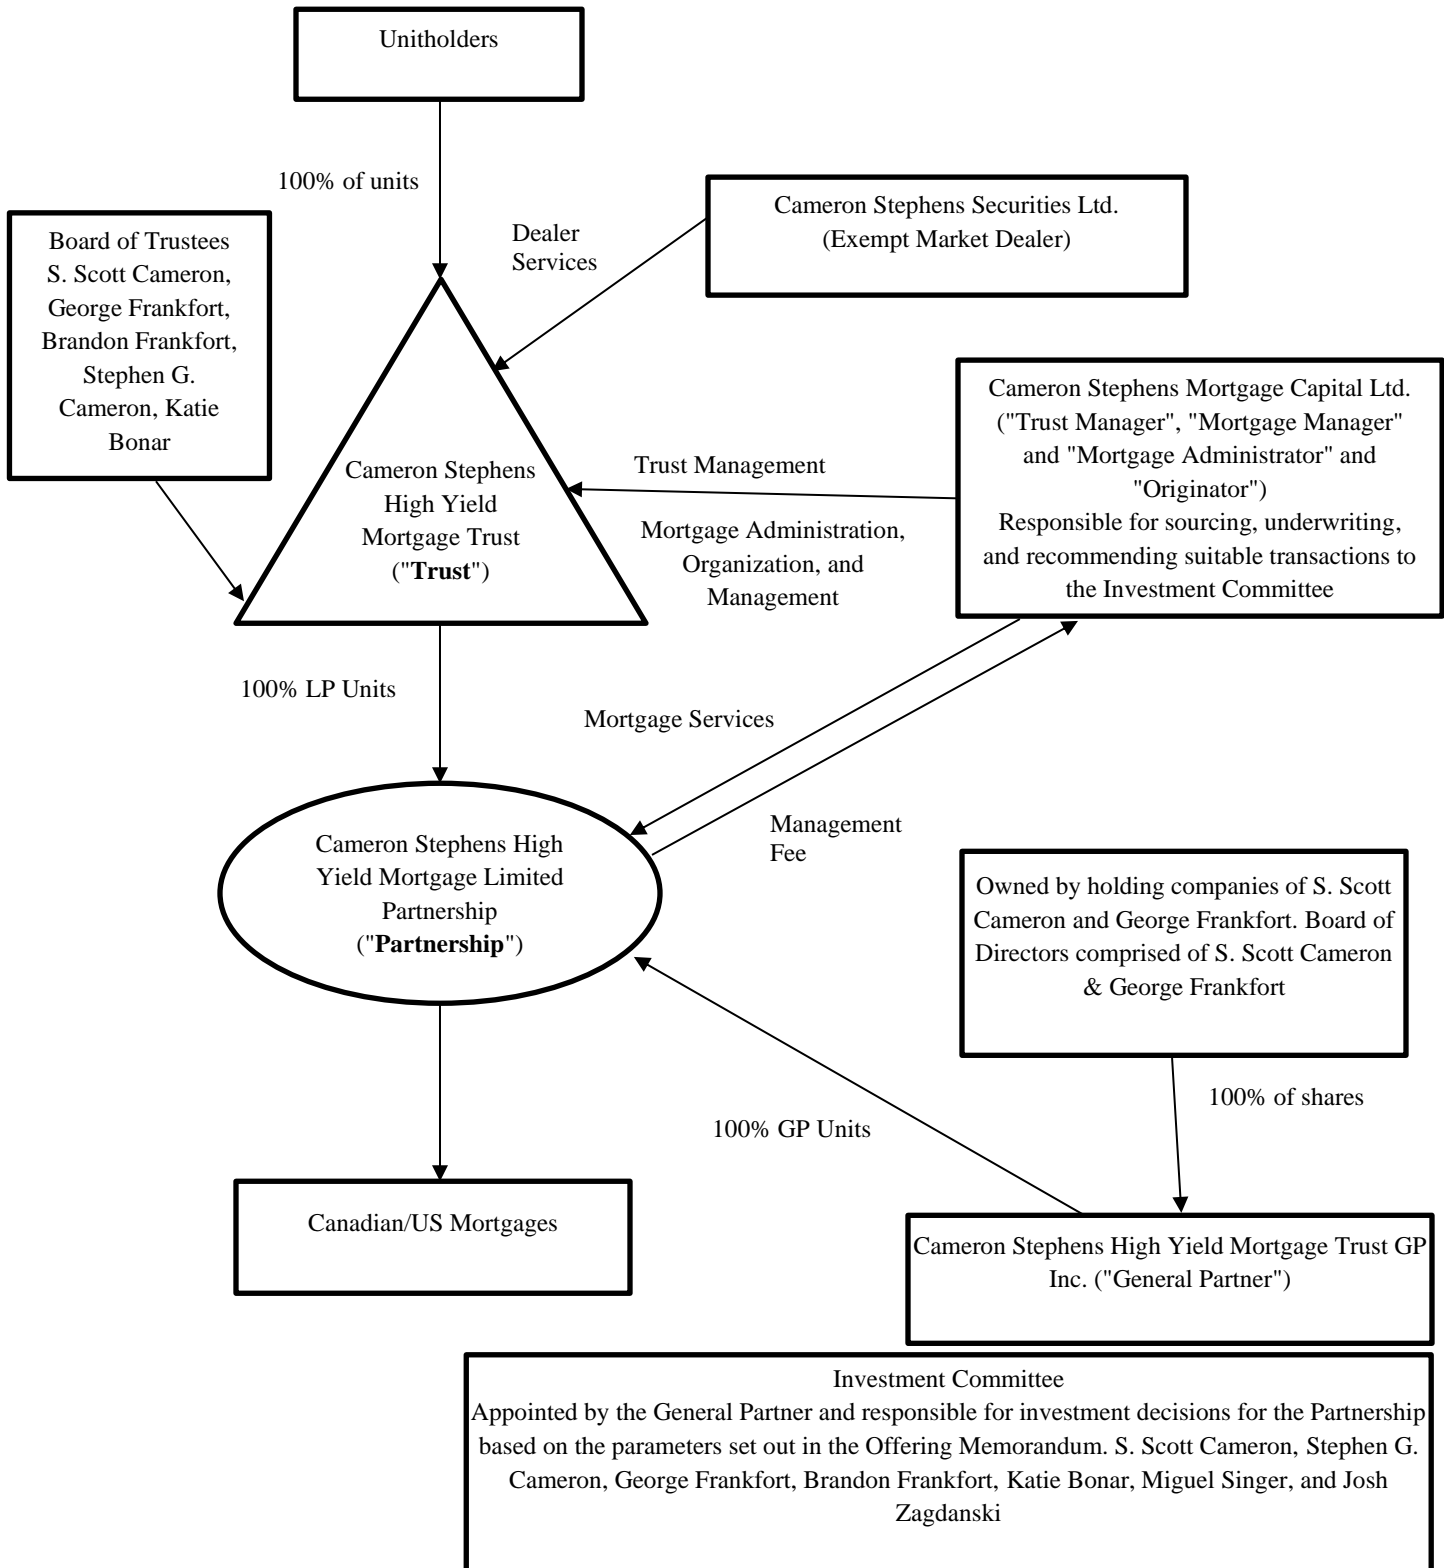 Unitholders
100% of units
Cameron Stephens Securities Ltd.
(Exempt Market Dealer)
Dealer
Services
Board of Trustees
S. Scott Cameron,
George Frankfort,
Brandon Frankfort,
Stephen G.
Cameron, Katie
Bonar
Cameron Stephens
High Yield
Mortgage Trust
("Trust")
Trust Management
Mortgage Administration,
Organization, and
Management
Cameron Stephens Mortgage Capital Ltd.
("Trust Manager", "Mortgage Manager"
and "Mortgage Administrator" and
"Originator")
Responsible for sourcing, underwriting,
and recommending suitable transactions to
the Investment Committee
100% LP Units
Mortgage Services
Management
Fee
Cameron Stephens High
Yield Mortgage Limited
Partnership
("Partnership")
Owned by holding companies of S. Scott
Cameron and George Frankfort. Board of
Directors comprised of S. Scott Cameron
& George Frankfort
100% of shares
100% GP Units
Canadian/US Mortgages
Cameron Stephens High Yield Mortgage Trust GP
Inc. ("General Partner")
Investment Committee
Appointed by the General Partner and responsible for investment decisions for the Partnership
based on the parameters set out in the Offering Memorandum. S. Scott Cameron, Stephen G.
Cameron, George Frankfort, Brandon Frankfort, Katie Bonar, Miguel Singer, and Josh
Zagdanski